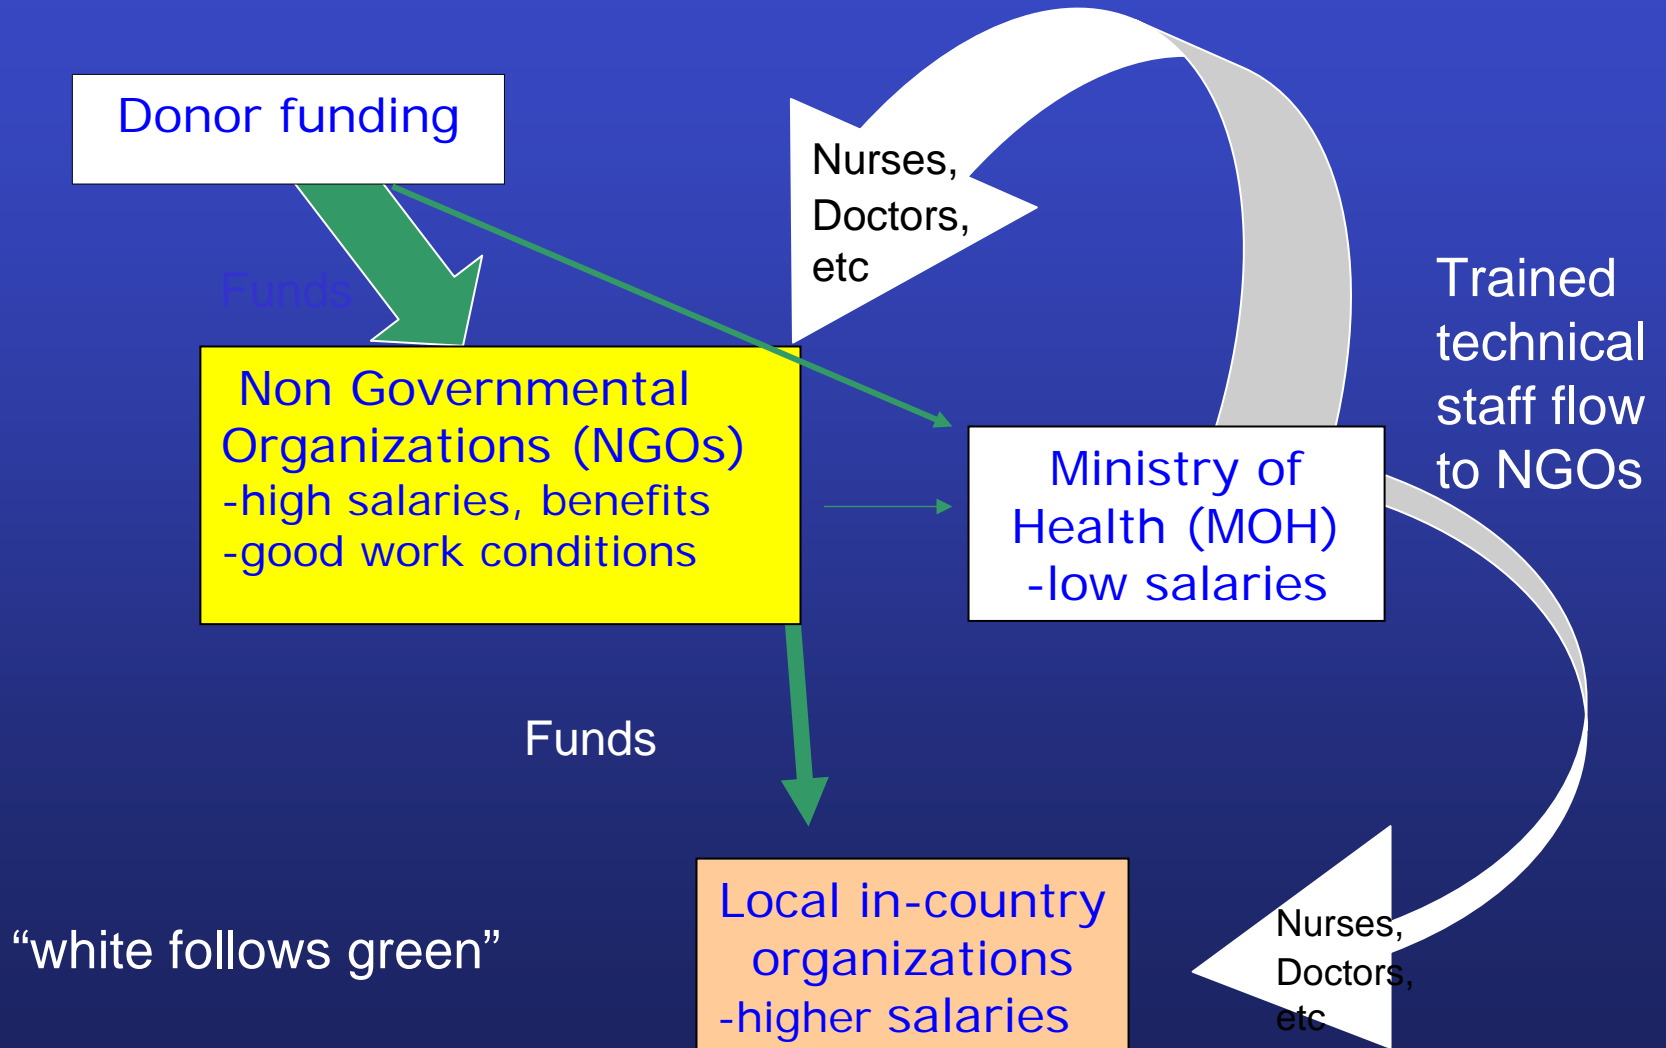 Donor funding
Nurses,
Doctors,
etc
Funds
Trained
technical
staff flow
to NGOs
Non Governmental
Organizations (NGOs)
-high salaries, benefits
-good work conditions
Ministry of
Health (MOH)
-low salaries
Funds
Local in-country
organizations
-higher salaries
Nurses,
Doctors,
etc
“white follows green”